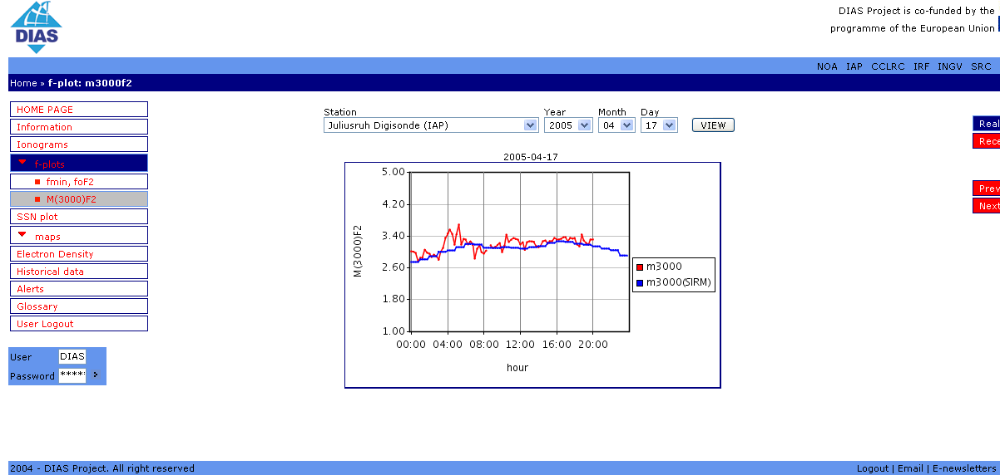 DIAS
DIAS Project is co-funded by the
programme of the European Union
NOA IAP CCLRC IRF INGV SRC
Home » f-plot: m3000f2
HOME PAGE
Information
Ionograms
f-plots
fmin, foF2
M(3000)F2
SSN plot
maps
Electron Density
Historical data
Alerts
Glossary
User Logout
User DIAS
Password ****
Station Year Month Day
Juliusruh Digisonde (IAP) 2005 04 17 VIEW
Real
Rece
Prev
Next
2005-04-17
5.00
4.20
3.40
2.60
1.80
1.00
M(3000)F2
00:00 04:00 08:00 12:00 16:00 20:00
hour
m3000
m3000(SIRM)
2004 - DIAS Project. All right reserved
Logout | Email | E-newsletters